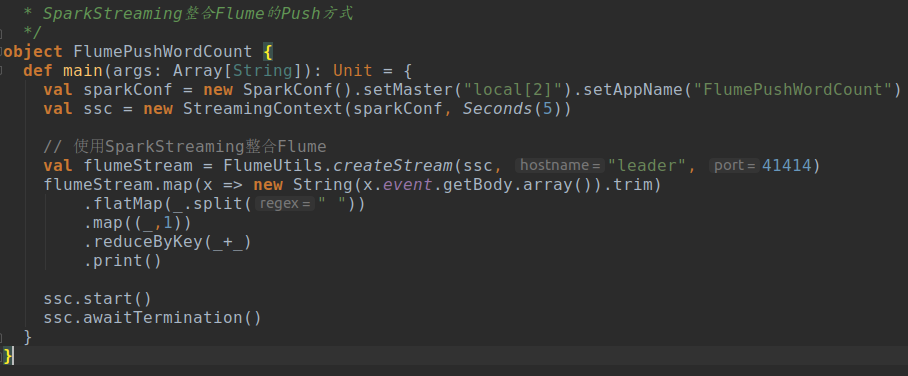 * SparkStreaming整合Flume的Push方式
*/
object FlumePushWordCount {
def main(args: Array[String]): Unit = {
val sparkConf = new SparkConf().setMaster("local[2]").setAppName("FlumePushWordCount")
val ssc = new StreamingContext(sparkConf, Seconds(5))
// 使用SparkStreaming整合Flume
val flumeStream = FlumeUtils.createStream(ssc, hostname = "leader", port = 41414)
flumeStream.map(x => new String(x.event.getBody.array()).trim)
.flatMap(_.split( regex = " "))
.map((_,1))
.reduceByKey(_+_)
.print()
ssc.start()
ssc.awaitTermination()
}
}